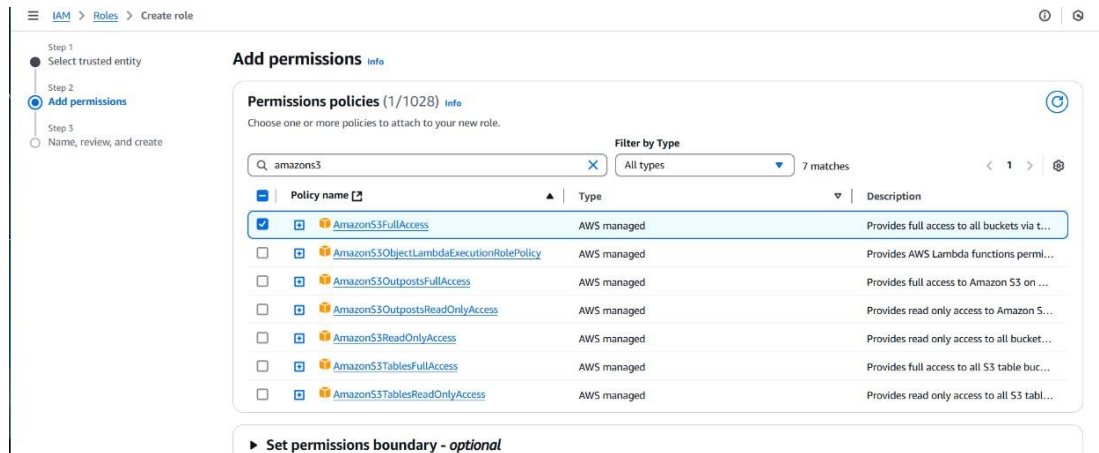 IAM > Roles > Create role
Step 1
Select trusted entity
Step 2
Add permissions
Step 3
Name, review, and create
Add permissions Info
Permissions policies (1/1028) Info
Choose one or more policies to attach to your new role.
Filter by Type
amazons3
All types
7 matches
1
Policy name
Type
Description
AmazonS3FullAccess AWS managed Provides full access to all buckets via t...
AmazonS3ObjectLambdaExecutionRolePolicy AWS managed Provides AWS Lambda functions permi...
AmazonS3OutpostsFullAccess AWS managed Provides full access to Amazon S3 on ...
AmazonS3OutpostsReadOnlyAccess AWS managed Provides read only access to Amazon S...
AmazonS3ReadOnlyAccess AWS managed Provides read only access to all bucket...
AmazonS3TablesFullAccess AWS managed Provides full access to all S3 table buc...
AmazonS3TablesReadOnlyAccess AWS managed Provides read only access to all S3 tabl...
Set permissions boundary - optional